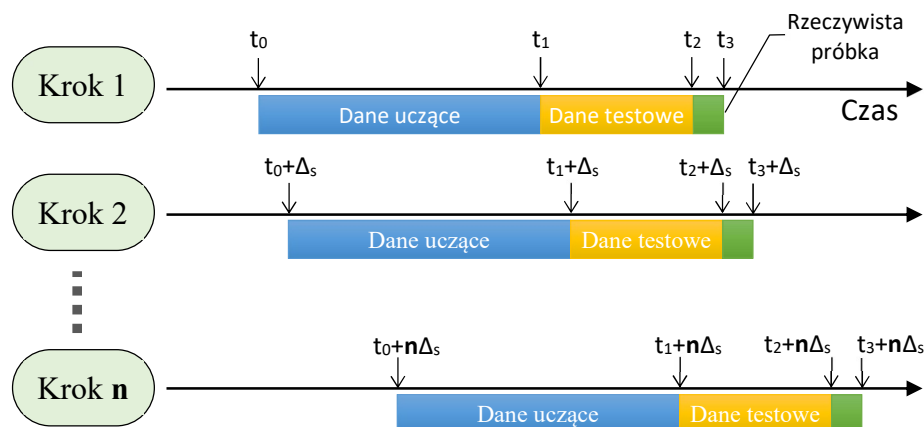 Rzeczywista
próbka
t₀ t₁ t₂ t₃
Krok 1
Dane uczące Dane testowe
Czas
t₀+Δₛ t₁+Δₛ t₂+Δₛ t₃+Δₛ
Krok 2
Dane uczące Dane testowe
t₀+nΔₛ t₁+nΔₛ t₂+nΔₛ t₃+nΔₛ
Krok n
Dane uczące Dane testowe